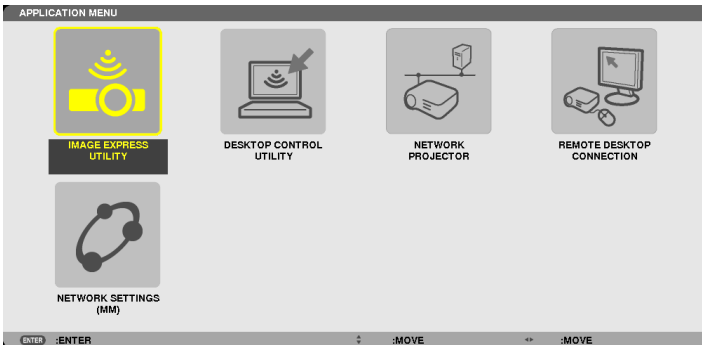 APPLICATION MENU
IMAGE EXPRESS
UTILITY
DESKTOP CONTROL
UTILITY
NETWORK
PROJECTOR
REMOTE DESKTOP
CONNECTION
NETWORK SETTINGS
(MM)
ENTER :ENTER :MOVE :MOVE